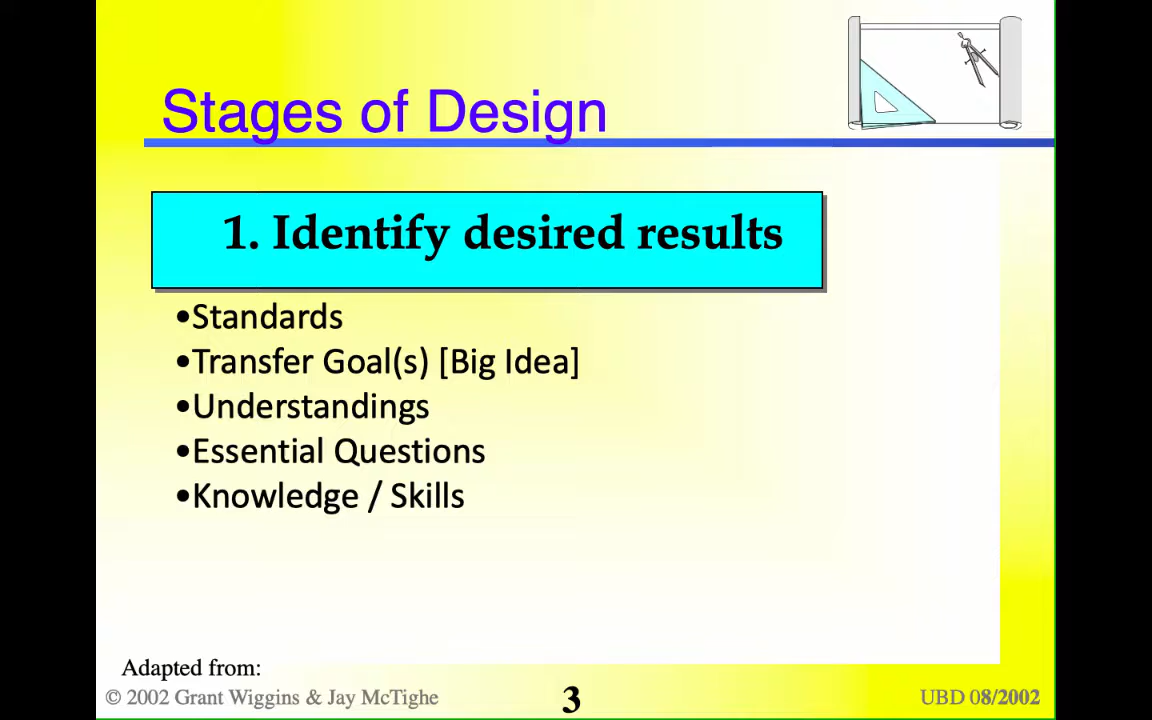 Stages of Design
1. Identify desired results
•Standards
•Transfer Goal(s) [Big Idea]
•Understandings
•Essential Questions
•Knowledge / Skills
Adapted from:
© 2002 Grant Wiggins & Jay McTighe
3
UBD 08/2002